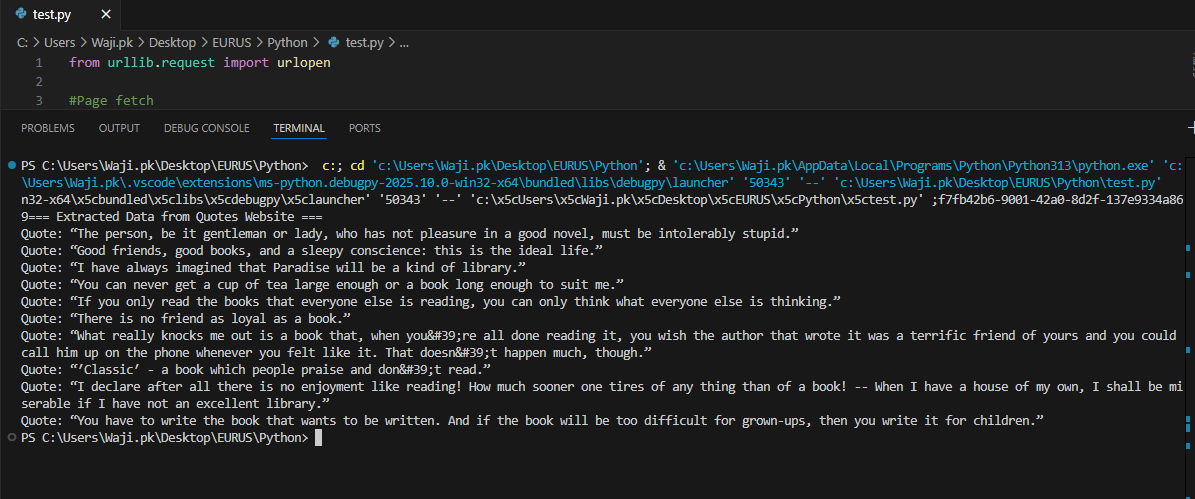 test.py
C: > Users > Waji.pk > Desktop > EURUS > Python > test.py > ...
1 from urllib.request import urlopen
2
3 #Page fetch
PROBLEMS OUTPUT DEBUG CONSOLE TERMINAL PORTS
PS C:\Users\Waji.pk\Desktop\EURUS\Python>  c:; cd 'c:\Users\Waji.pk\Desktop\EURUS\Python'; & 'c:\Users\Waji.pk\AppData\Local\Programs\Python\Python313\python.exe' 'c:
\Users\Waji.pk\.vscode\extensions\ms-python.debugpy-2025.10.0-win32-x64\bundled\libs\debugpy\launcher' '50343' '--' 'c:\Users\Waji.pk\Desktop\EURUS\Python\test.py'
n32-x64\x5cbundled\x5clibs\x5cdebugpy\x5clauncher' '50343' '--' 'c:\x5cUsers\x5cWaji.pk\x5cDesktop\x5cEURUS\x5cPython\x5ctest.py' ;f7fb42b6-9001-42a0-8d2f-137e9334a86
9=== Extracted Data from Quotes Website ===
Quote: “The person, be it gentleman or lady, who has not pleasure in a good novel, must be intolerably stupid.”
Quote: “Good friends, good books, and a sleepy conscience: this is the ideal life.”
Quote: “I have always imagined that Paradise will be a kind of library.”
Quote: “You can never get a cup of tea large enough or a book long enough to suit me.”
Quote: “If you only read the books that everyone else is reading, you can only think what everyone else is thinking.”
Quote: “There is no friend as loyal as a book.”
Quote: “What really knocks me out is a book that, when you&#39;re all done reading it, you wish the author that wrote it was a terrific friend of yours and you could
call him up on the phone whenever you felt like it. That doesn&#39;t happen much, though.”
Quote: “’Classic’ - a book which people praise and don&#39;t read.”
Quote: “I declare after all there is no enjoyment like reading! How much sooner one tires of any thing than of a book! -- When I have a house of my own, I shall be mi
serable if I have not an excellent library.”
Quote: “You have to write the book that wants to be written. And if the book will be too difficult for grown-ups, then you write it for children.”
PS C:\Users\Waji.pk\Desktop\EURUS\Python>